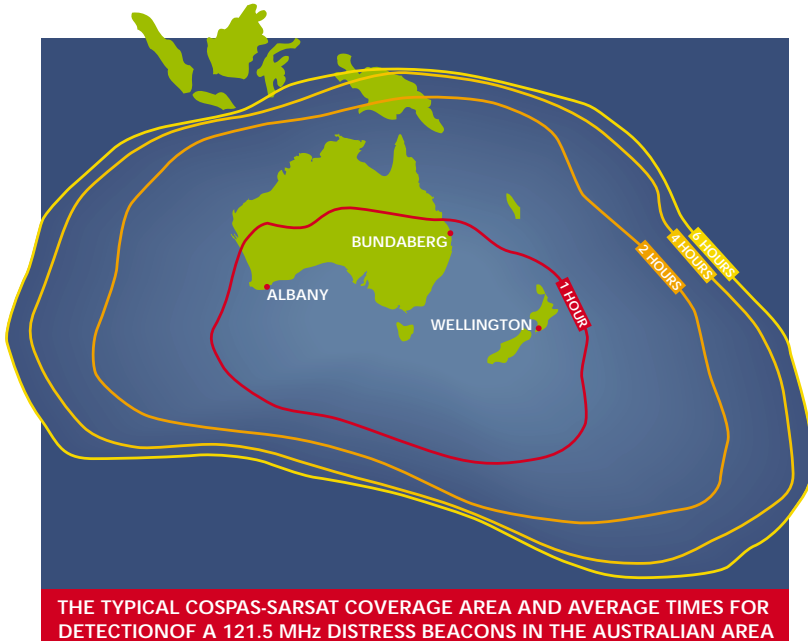 BUNDABERG
6 HOURS
4 HOURS
2 HOURS
1 HOUR
ALBANY
WELLINGTON
THE TYPICAL COSPAS-SARSAT COVERAGE AREA AND AVERAGE TIMES FOR
DETECTIONOF A 121.5 MHz DISTRESS BEACONS IN THE AUSTRALIAN AREA